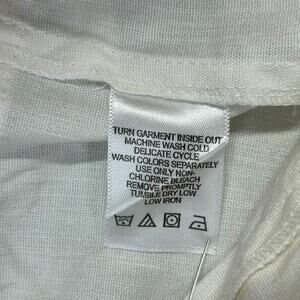 TURN GARMENT INSIDE OUT
MACHINE WASH COLD
DELICATE CYCLE
WASH COLORS SEPARATELY
USE ONLY NON-
CHLORINE BLEACH
REMOVE PROMPTLY
TUMBLE DRY LOW
LOW IRON